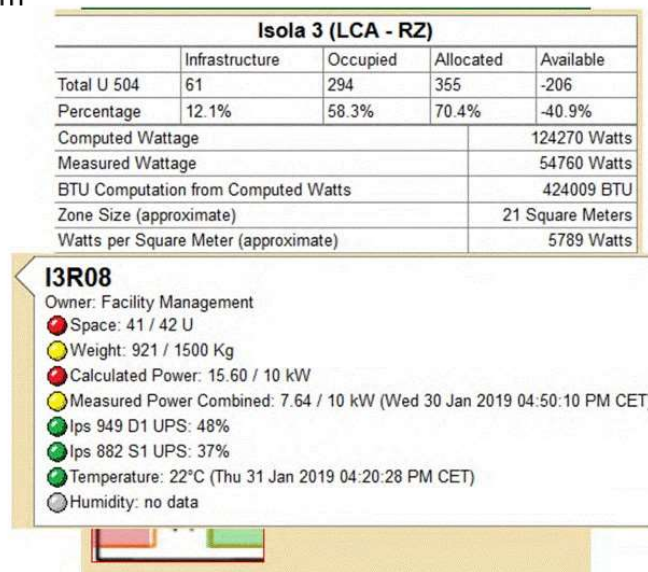 Isola 3 (LCA - RZ)
Infrastructure Occupied Allocated Available
Total U 504 61 294 355 -206
Percentage 12.1% 58.3% 70.4% -40.9%
Computed Wattage 124270 Watts
Measured Wattage 54760 Watts
BTU Computation from Computed Watts 424009 BTU
Zone Size (approximate) 21 Square Meters
Watts per Square Meter (approximate) 5789 Watts
I3R08
Owner: Facility Management
Space: 41 / 42 U
Weight: 921 / 1500 Kg
Calculated Power: 15.60 / 10 kW
Measured Power Combined: 7.64 / 10 kW (Wed 30 Jan 2019 04:50:10 PM CET)
Ips 949 D1 UPS: 48%
Ips 882 S1 UPS: 37%
Temperature: 22°C (Thu 31 Jan 2019 04:20:28 PM CET)
Humidity: no data